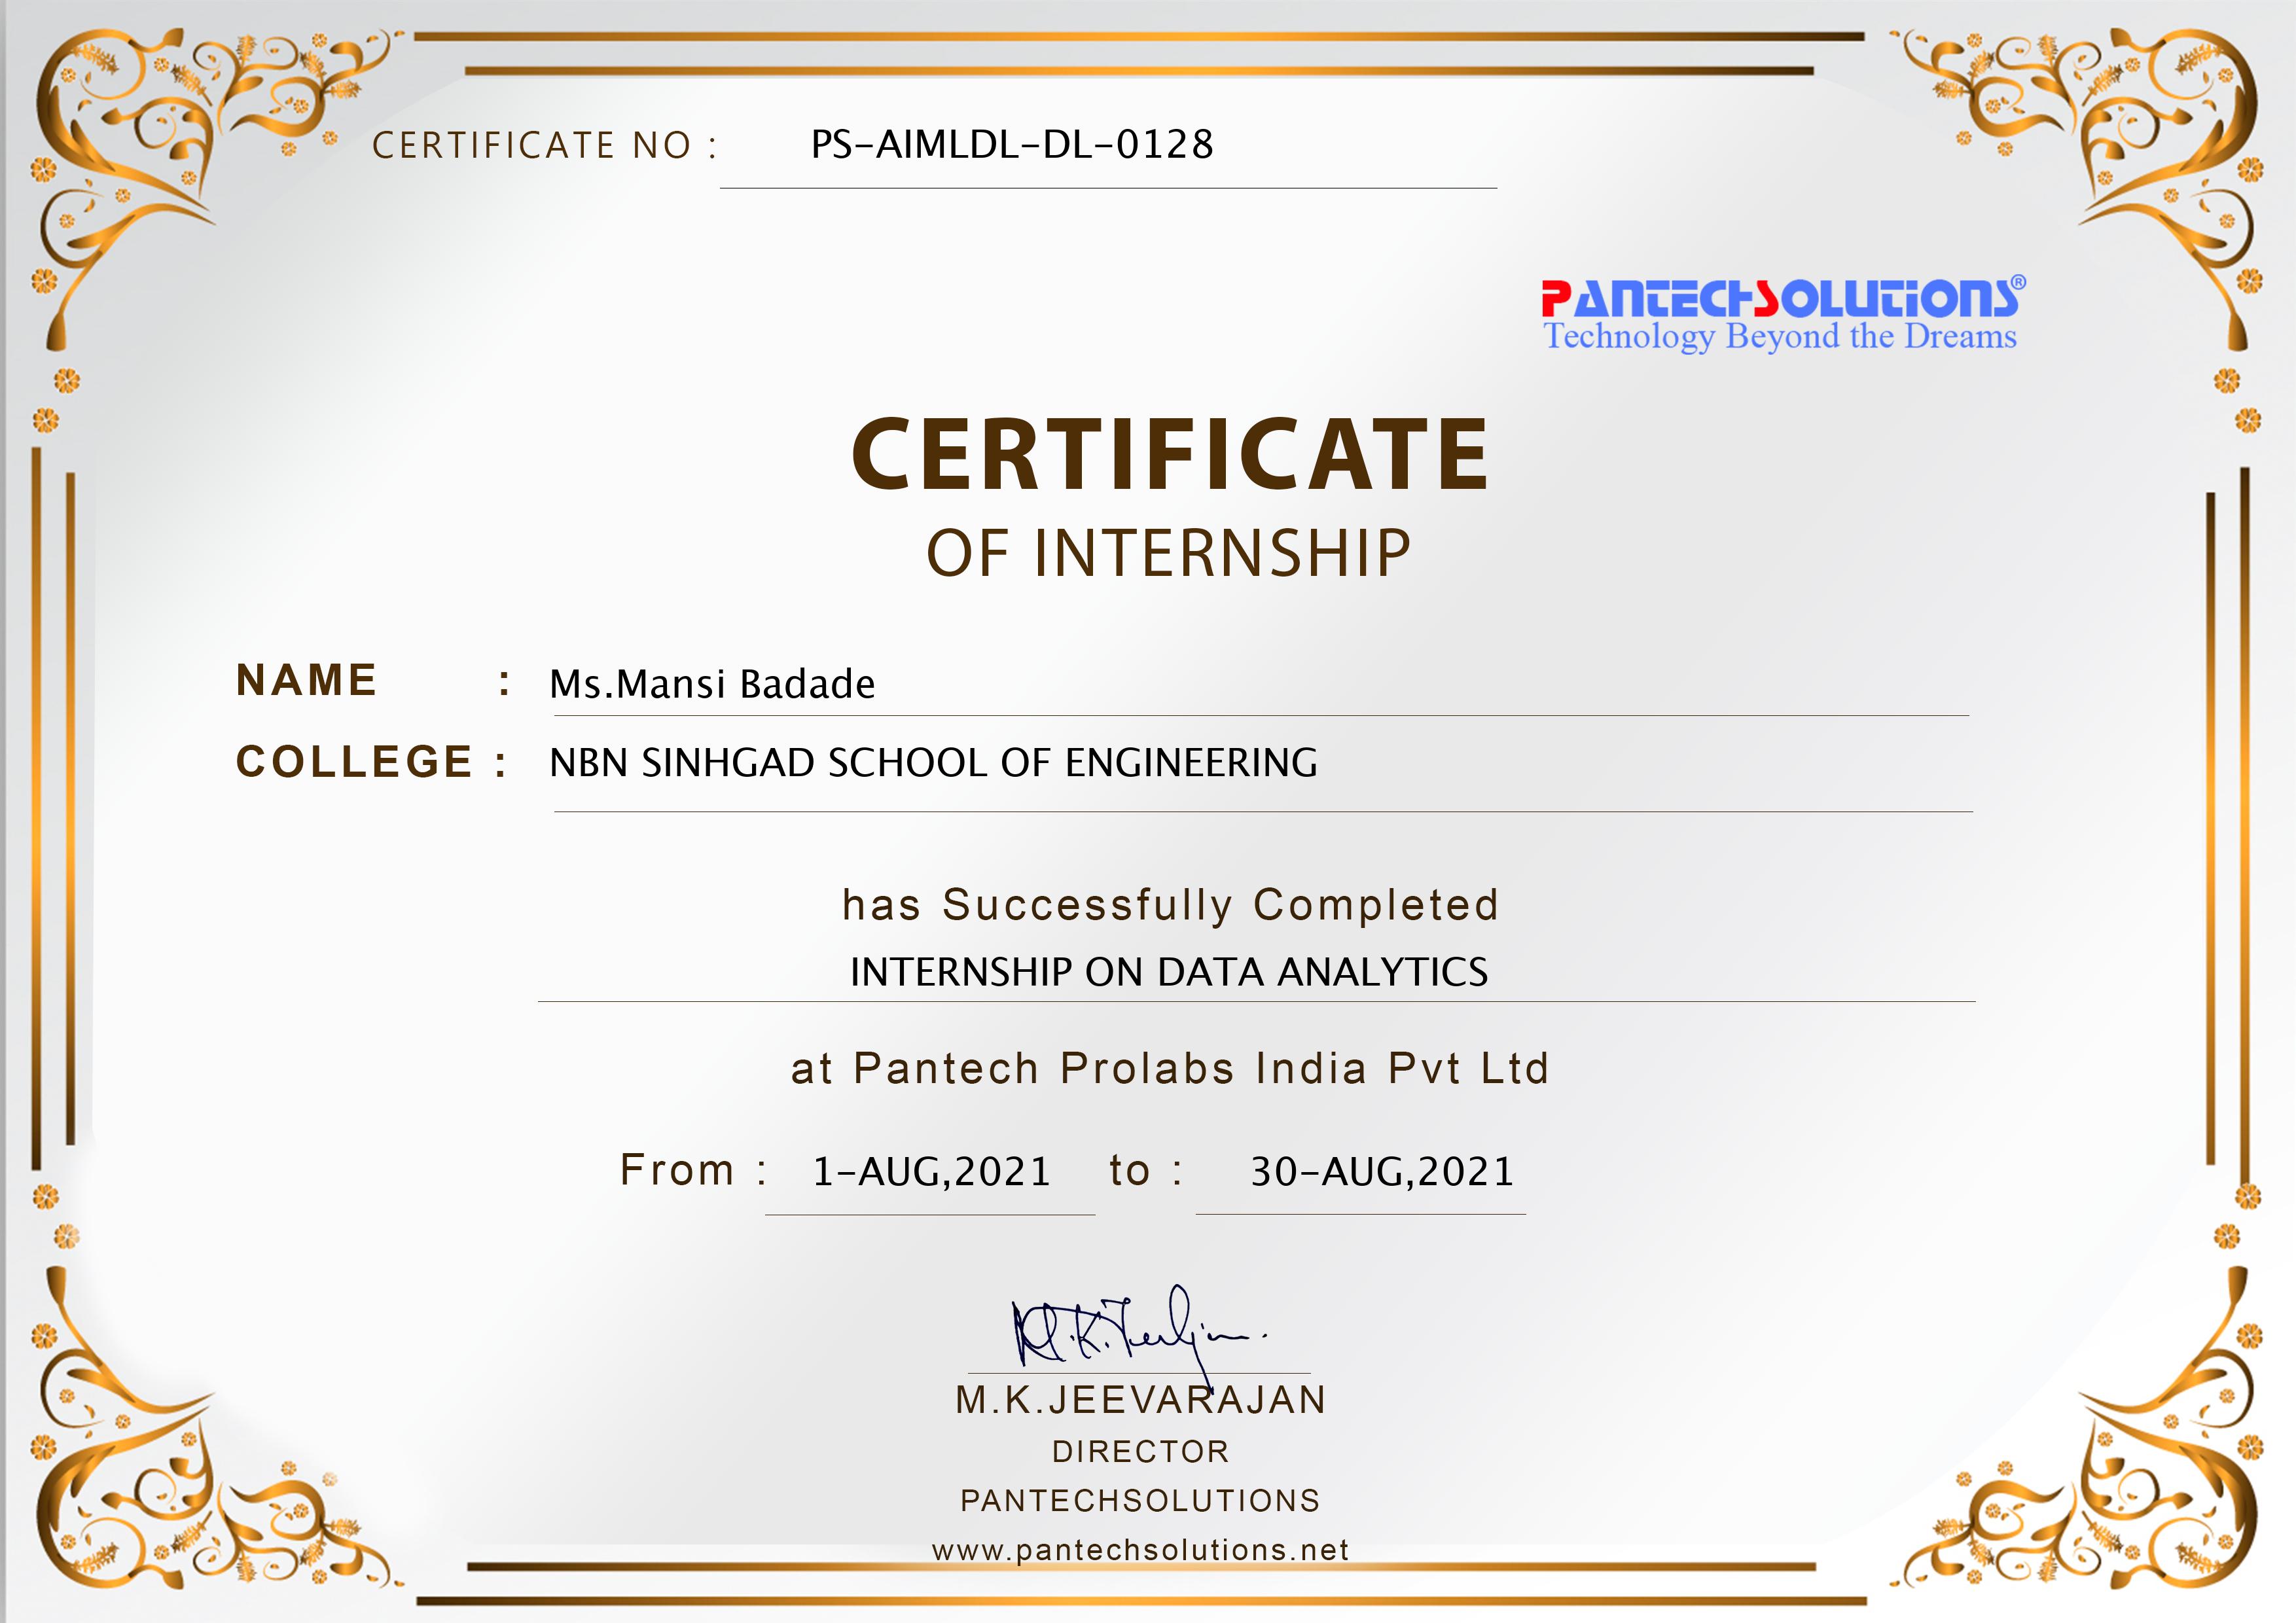 CERTIFICATE NO : PS-AIMLDL-DL-0128
PANTECHSOLUTIONS®
Technology Beyond the Dreams
CERTIFICATE
OF INTERNSHIP
NAME : Ms.Mansi Badade
COLLEGE : NBN SINHGAD SCHOOL OF ENGINEERING
has Successfully Completed
INTERNSHIP ON DATA ANALYTICS
at Pantech Prolabs India Pvt Ltd
From : 1-AUG,2021 to : 30-AUG,2021
M.K.JEEVARAJAN
DIRECTOR
PANTECHSOLUTIONS
www.pantechsolutions.net